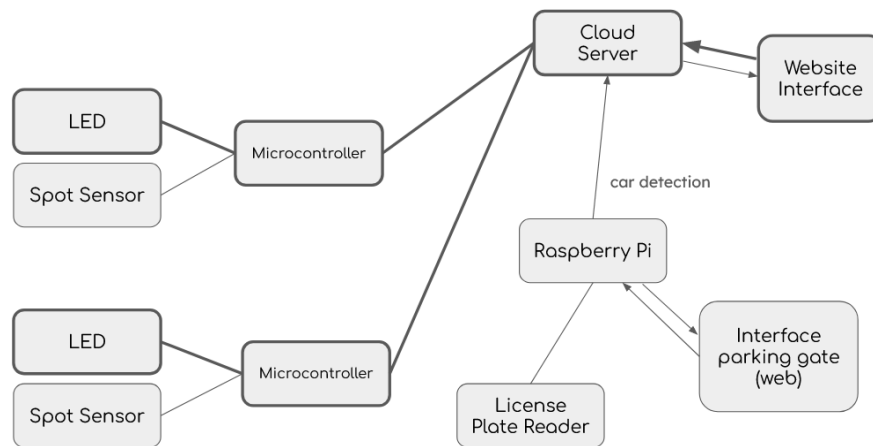 Cloud
Server
Website
Interface
LED
Microcontroller
Spot Sensor
car detection
Raspberry Pi
LED
Interface
parking gate
(web)
Microcontroller
Spot Sensor
License
Plate Reader